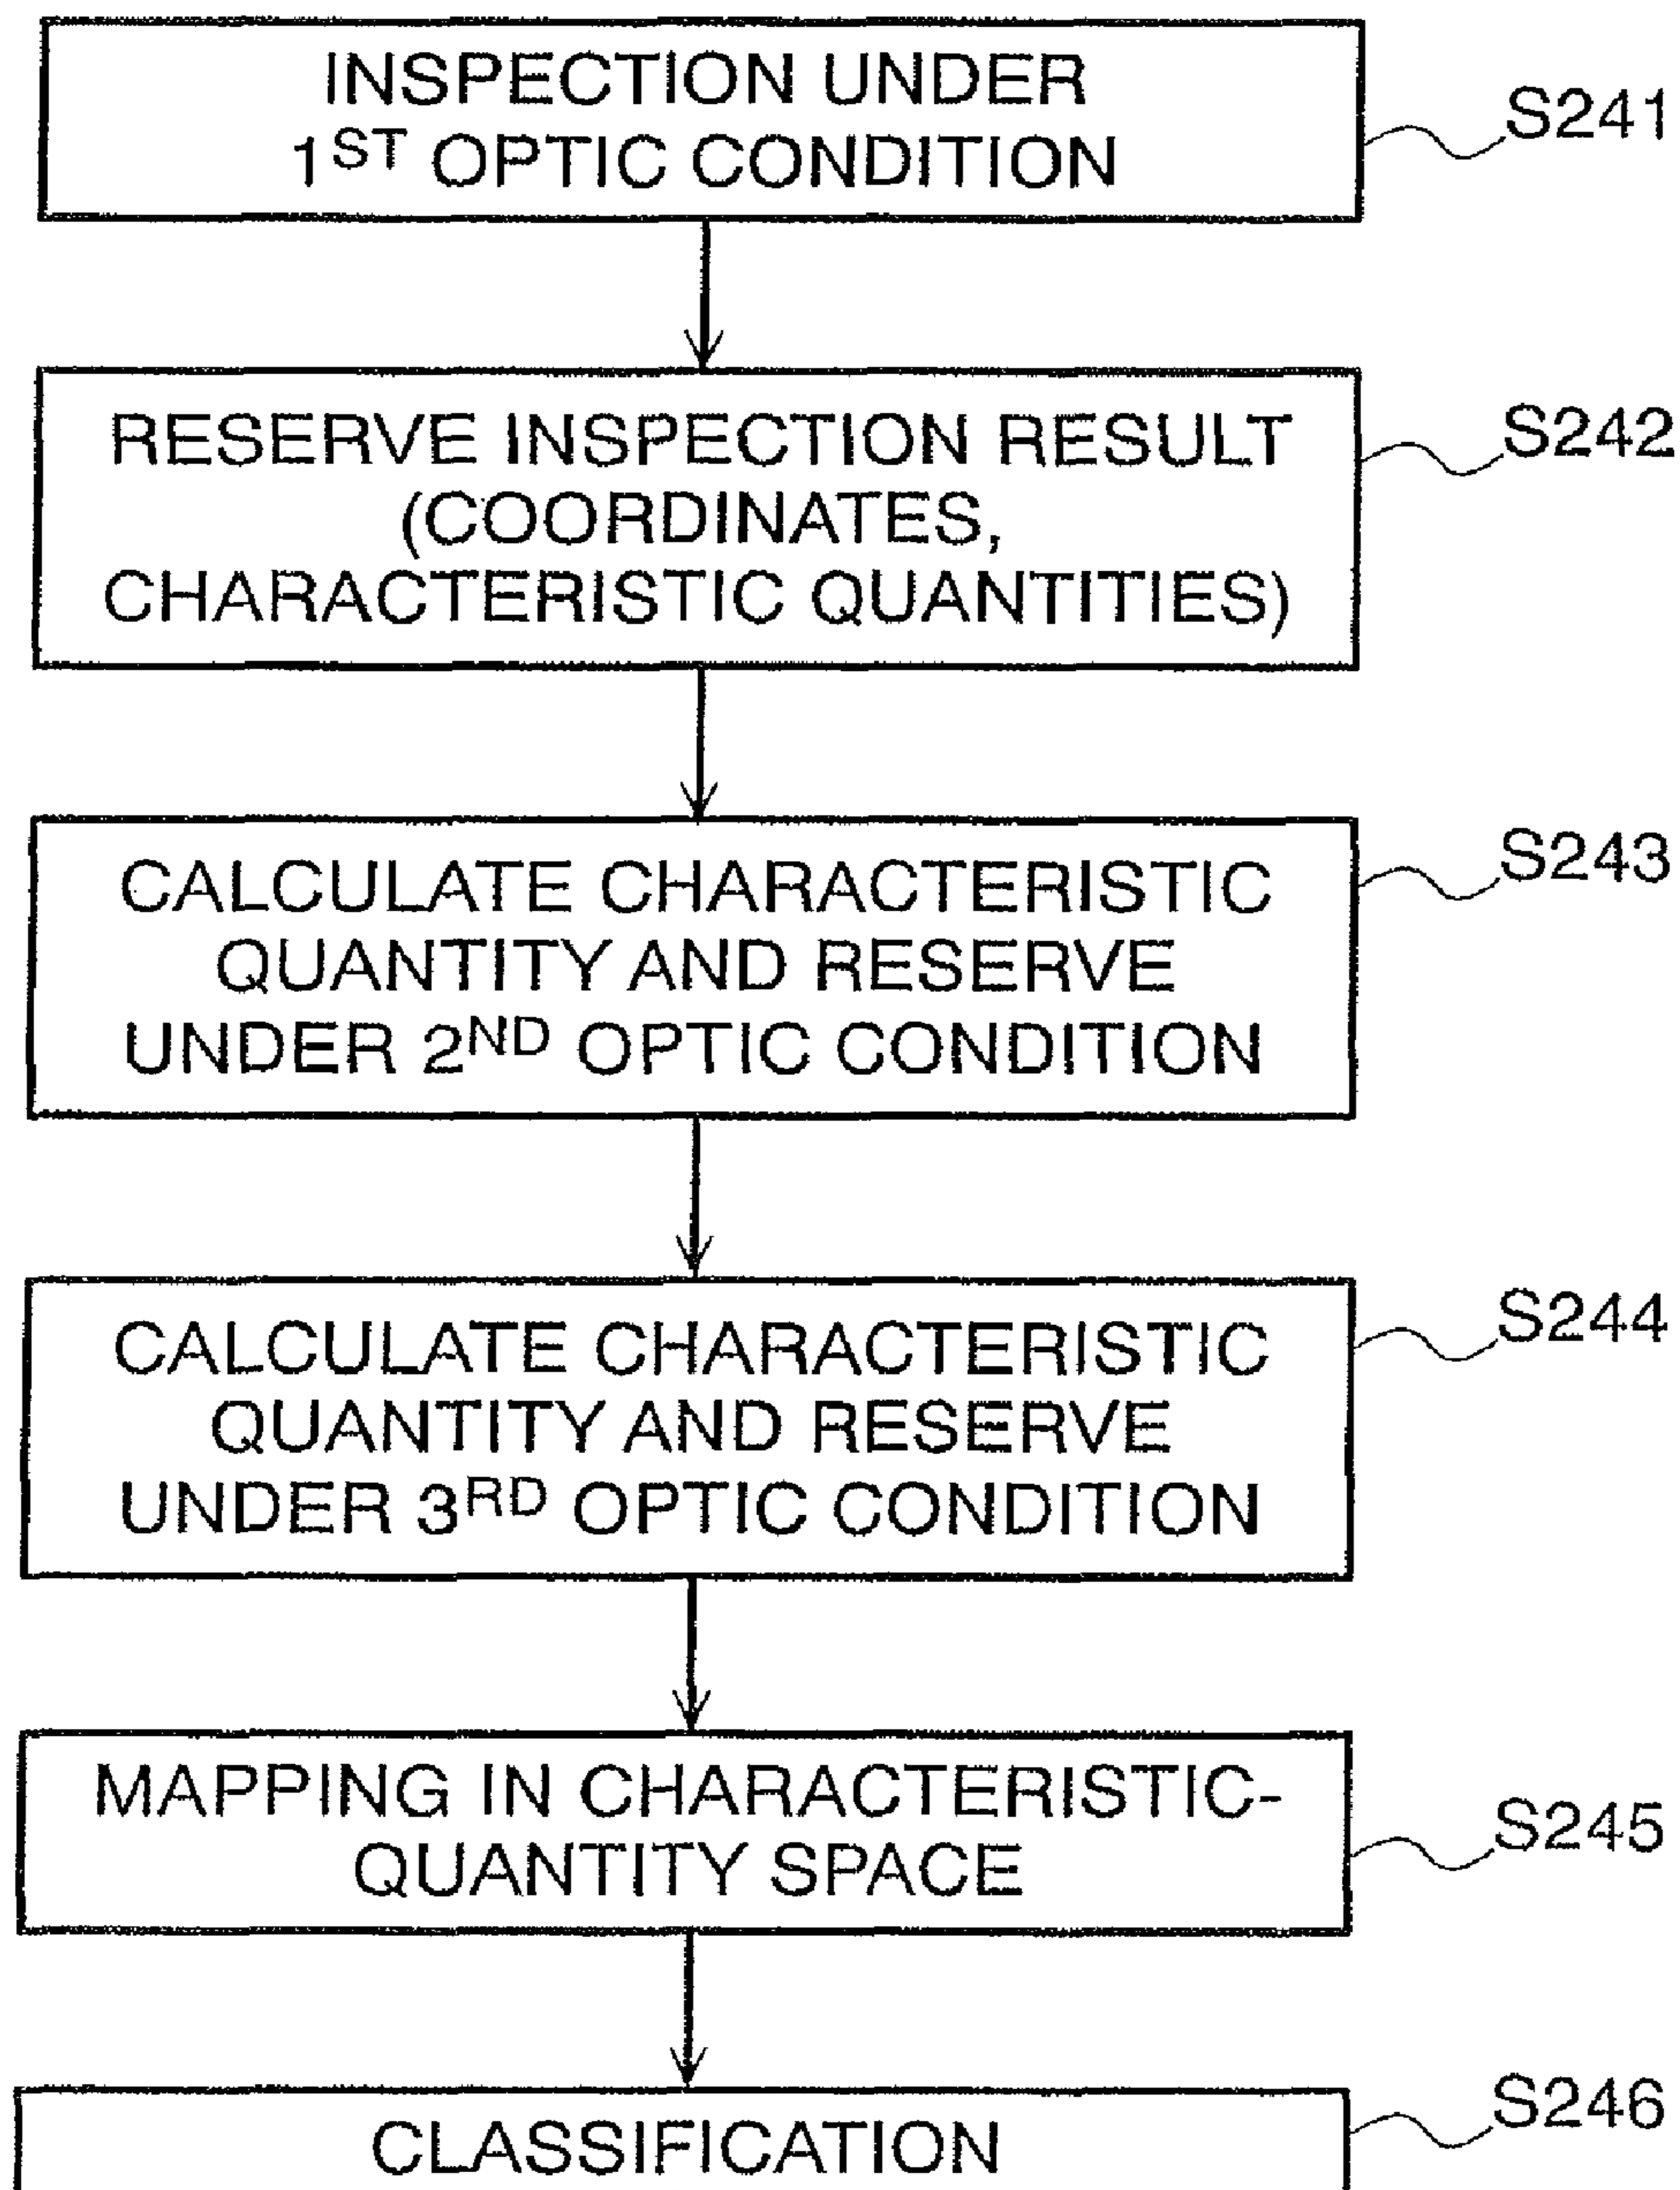 INSPECTION UNDER
1ST OPTIC CONDITION
S241
RESERVE INSPECTION RESULT
(COORDINATES,
CHARACTERISTIC QUANTITIES)
S242
CALCULATE CHARACTERISTIC
QUANTITY AND RESERVE
UNDER 2ND OPTIC CONDITION
S243
CALCULATE CHARACTERISTIC
QUANTITY AND RESERVE
UNDER 3RD OPTIC CONDITION
S244
MAPPING IN CHARACTERISTIC-
QUANTITY SPACE
S245
CLASSIFICATION
S246